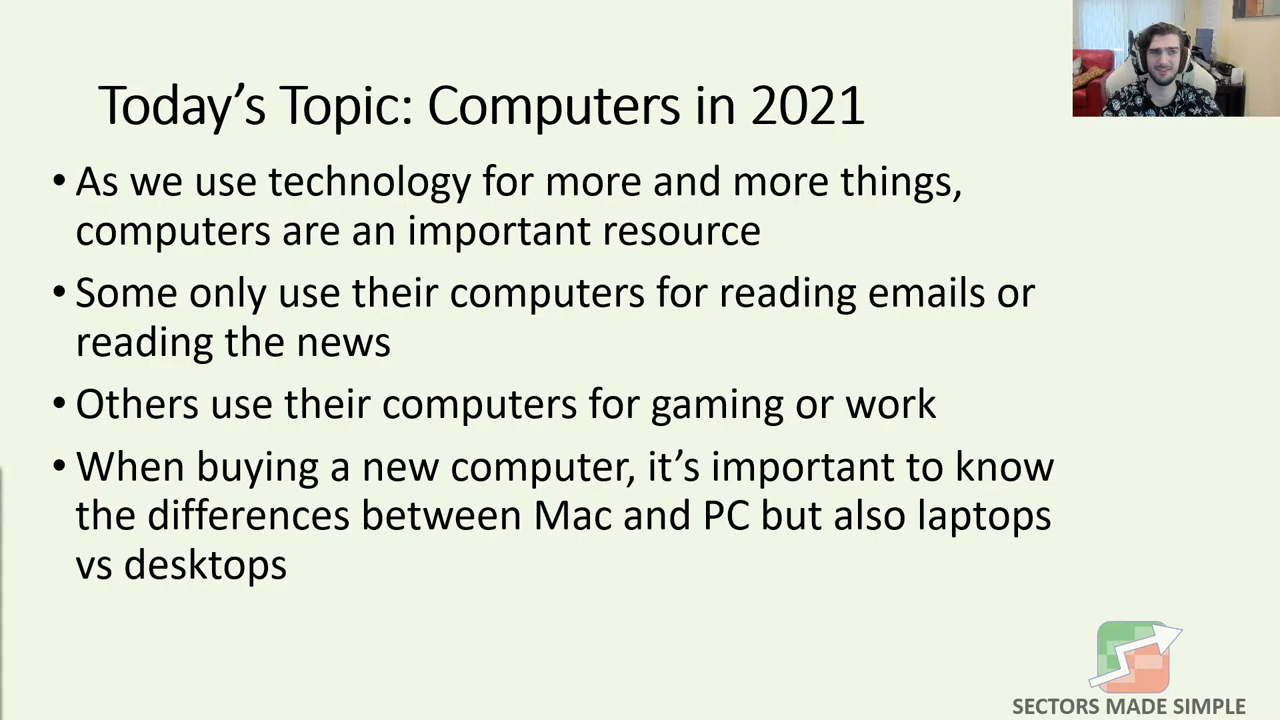 Today’s Topic: Computers in 2021
• As we use technology for more and more things,
computers are an important resource
• Some only use their computers for reading emails or
reading the news
• Others use their computers for gaming or work
• When buying a new computer, it’s important to know
the differences between Mac and PC but also laptops
vs desktops
SECTORS MADE SIMPLE